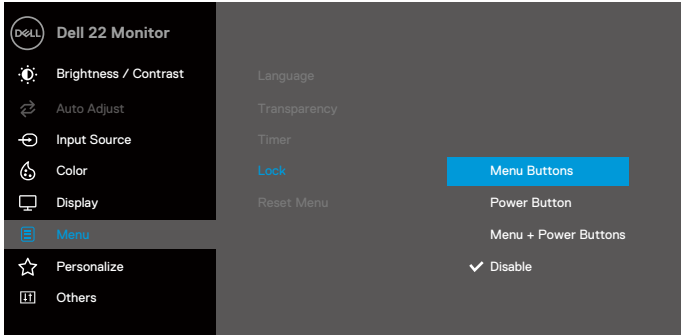 DELL Dell 22 Monitor
Brightness / Contrast
Language
Auto Adjust Transparency
Input Source Timer
Color Lock Menu Buttons
Display Reset Menu Power Button
Menu Menu + Power Buttons
Personalize Disable
Others